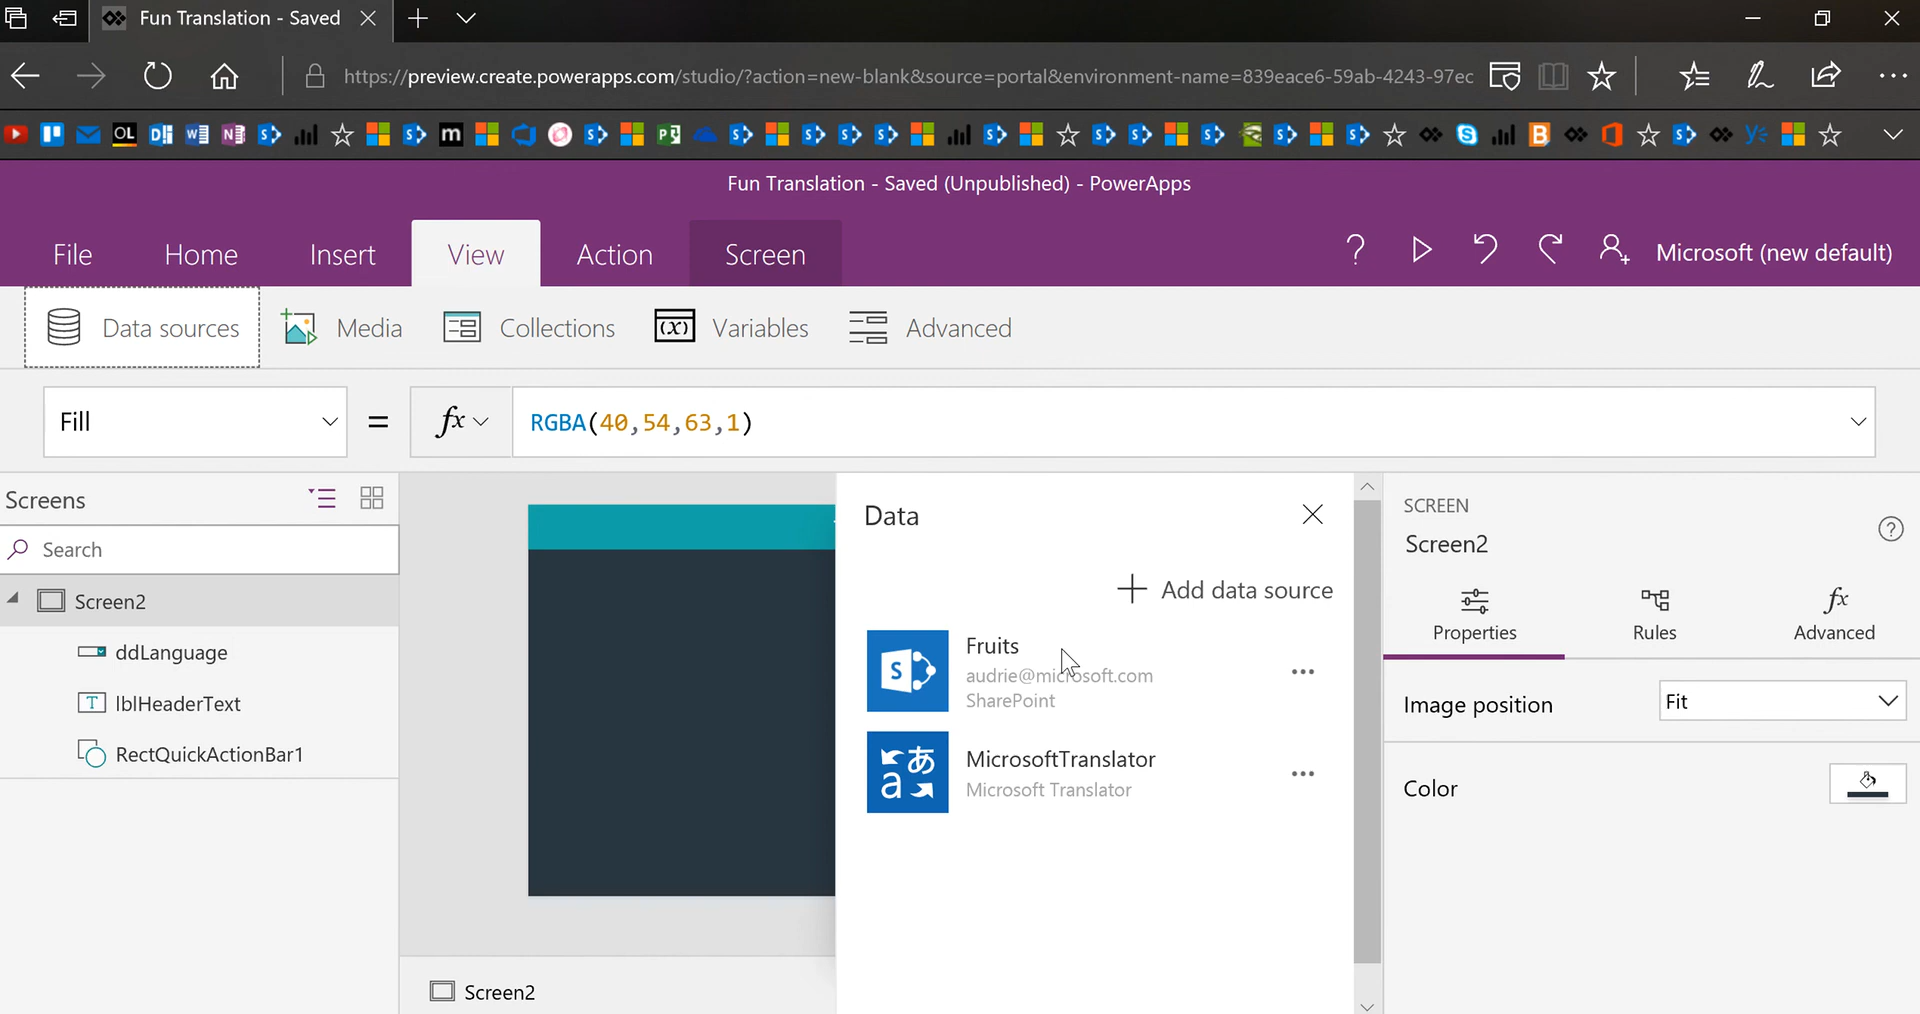 Fun Translation - Saved
https://preview.create.powerapps.com/studio/?action=new-blank&source=portal&environment-name=839eace6-59ab-4243-97ec
Fun Translation - Saved (Unpublished) - PowerApps
File Home Insert View Action Screen
Microsoft (new default)
Data sources Media Collections Variables Advanced
Fill = fx RGBA(40,54,63,1)
Screens
Search
Screen2
ddLanguage
lblHeaderText
RectQuickActionBar1
Screen2
Data
Add data source
Fruits
audrie@microsoft.com
SharePoint
MicrosoftTranslator
Microsoft Translator
SCREEN
Screen2
Properties Rules Advanced
Image position Fit
Color